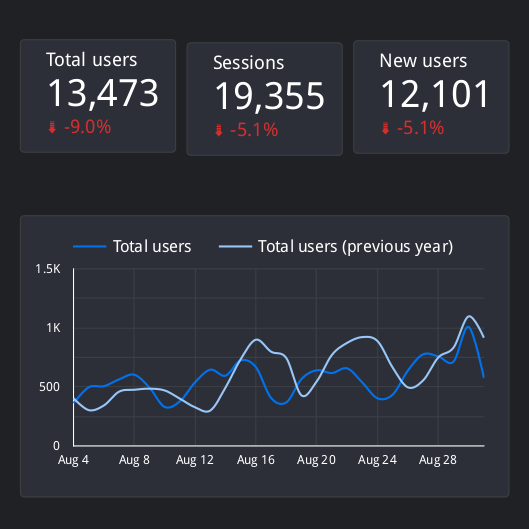 Total users
13,473
-9.0%
Sessions
19,355
-5.1%
New users
12,101
-5.1%
Total users
Total users (previous year)
1.5K
1K
500
0
Aug 4
Aug 8
Aug 12
Aug 16
Aug 20
Aug 24
Aug 28